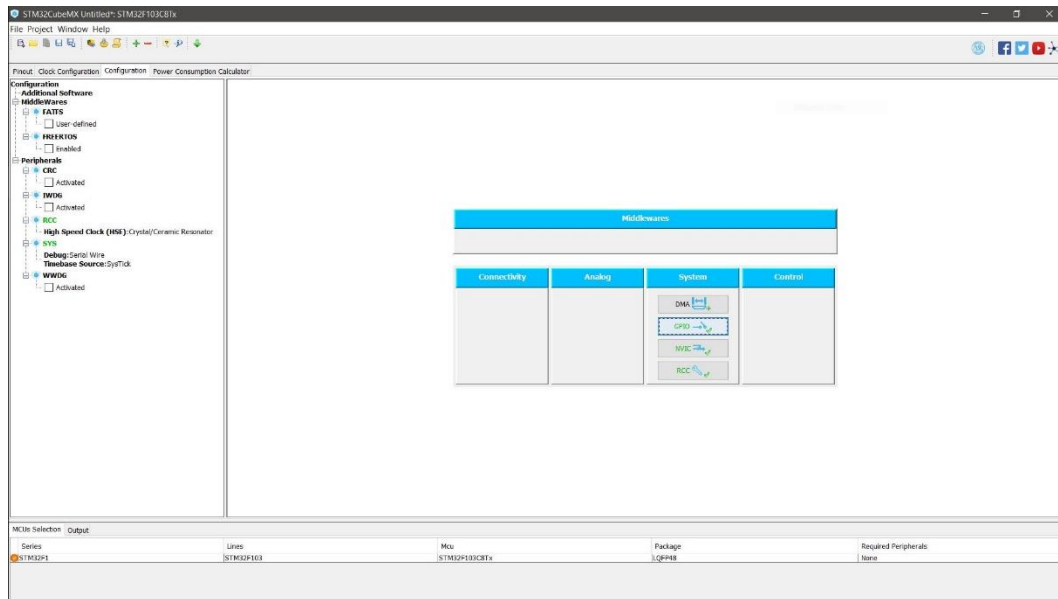 STM32CubeMX Untitled*: STM32F103C8Tx
File Project Window Help
Pinout Clock Configuration Configuration Power Consumption Calculator
Configuration
Additional Software
MiddleWares
FATFS
User-defined
FREERTOS
Enabled
Peripherals
CRC
Activated
IWDG
Activated
RCC
High Speed Clock (HSE):Crystal/Ceramic Resonator
SYS
Debug:Serial Wire
Timebase Source:SysTick
WWDG
Activated
Middlewares
Connectivity Analog System Control
DMA
GPIO
NVIC
RCC
MCUs Selection Output
Series Lines Mcu Package Required Peripherals
STM32F1 STM32F103 STM32F103C8Tx LQFP48 None